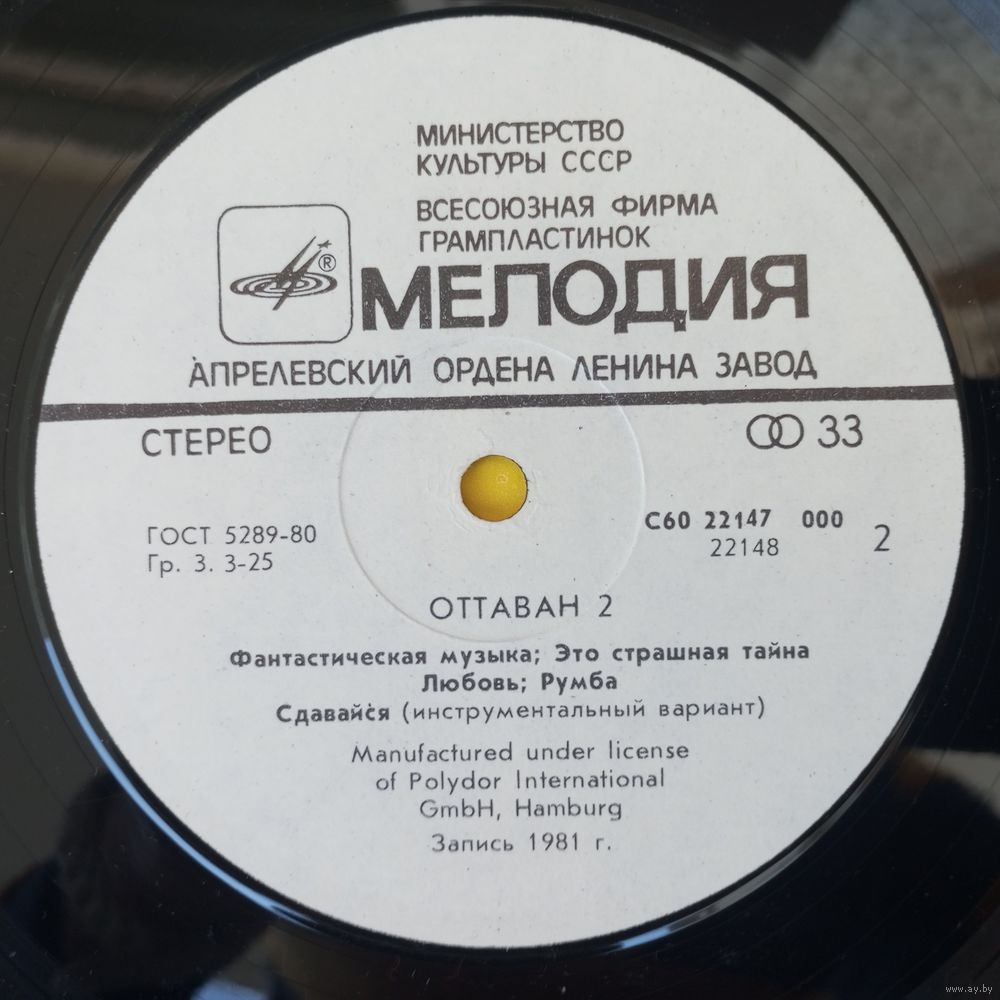 МИНИСТЕРСТВО
КУЛЬТУРЫ СССР
ВСЕСОЮЗНАЯ ФИРМА
ГРАМПЛАСТИНОК
®
МЕЛОДИЯ
АПРЕЛЕВСКИЙ ОРДЕНА ЛЕНИНА ЗАВОД
СТЕРЕО
33
ГОСТ 5289-80
Гр. 3. 3-25
С60 22147 000
22148
2
ОТТАВАН 2
Фантастическая музыка; Это страшная тайна
Любовь; Румба
Сдавайся (инструментальный вариант)
Manufactured under license
of Polydor International
GmbH, Hamburg
Запись 1981 г.
www.ay.by